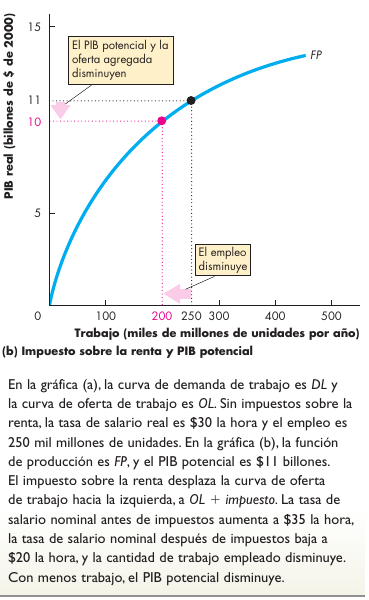 PIB real (billones de $ de 2000)
15
El PIB potencial y la
oferta agregada
disminuyen
FP
11
10
5
El empleo
disminuye
0
100
200
250
300
400
500
Trabajo (miles de millones de unidades por año)
(b) Impuesto sobre la renta y PIB potencial
En la gráfica (a), la curva de demanda de trabajo es DL y
la curva de oferta de trabajo es OL. Sin impuestos sobre la
renta, la tasa de salario real es $30 la hora y el empleo es
250 mil millones de unidades. En la gráfica (b), la función
de producción es FP, y el PIB potencial es $11 billones.
El impuesto sobre la renta desplaza la curva de oferta
de trabajo hacia la izquierda, a OL + impuesto. La tasa de
salario nominal antes de impuestos aumenta a $35 la hora,
la tasa de salario nominal después de impuestos baja a
$20 la hora, y la cantidad de trabajo empleado disminuye.
Con menos trabajo, el PIB potencial disminuye.